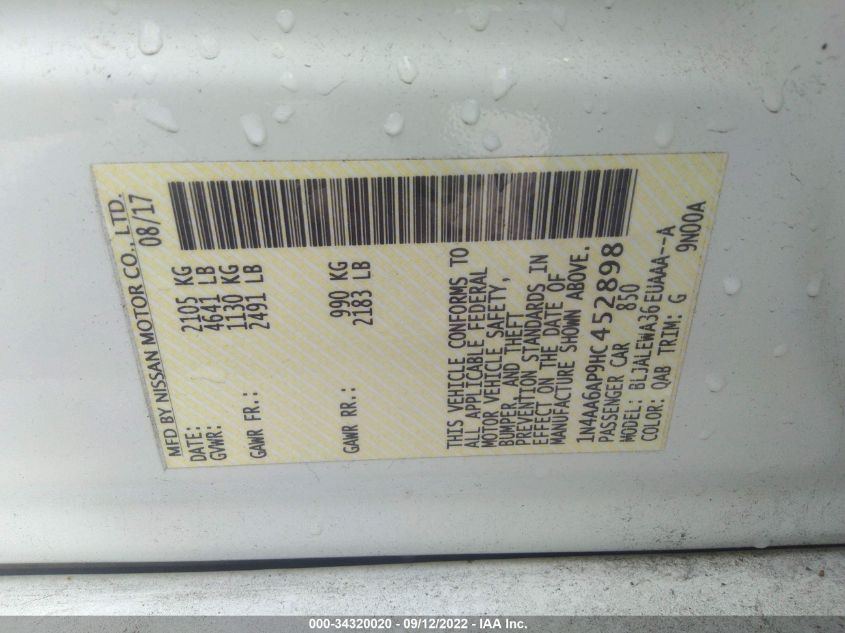 MFD BY NISSAN MOTOR CO., LTD.
DATE: 08/17
GVWR: 2105 KG
4641 LB
GAWR FR.: 1130 KG
2491 LB
GAWR RR.: 990 KG
2183 LB
THIS VEHICLE CONFORMS TO
ALL APPLICABLE FEDERAL
MOTOR VEHICLE SAFETY,
BUMPER, AND THEFT
PREVENTION STANDARDS IN
EFFECT ON THE DATE OF
MANUFACTURE SHOWN ABOVE.
1N4AA6AP9HC452898
PASSENGER CAR 850
MODEL: BLJALEWA36EUAAA--A
COLOR: QAB TRIM: G 9N00A
000-34320020 - 09/12/2022 - IAA Inc.